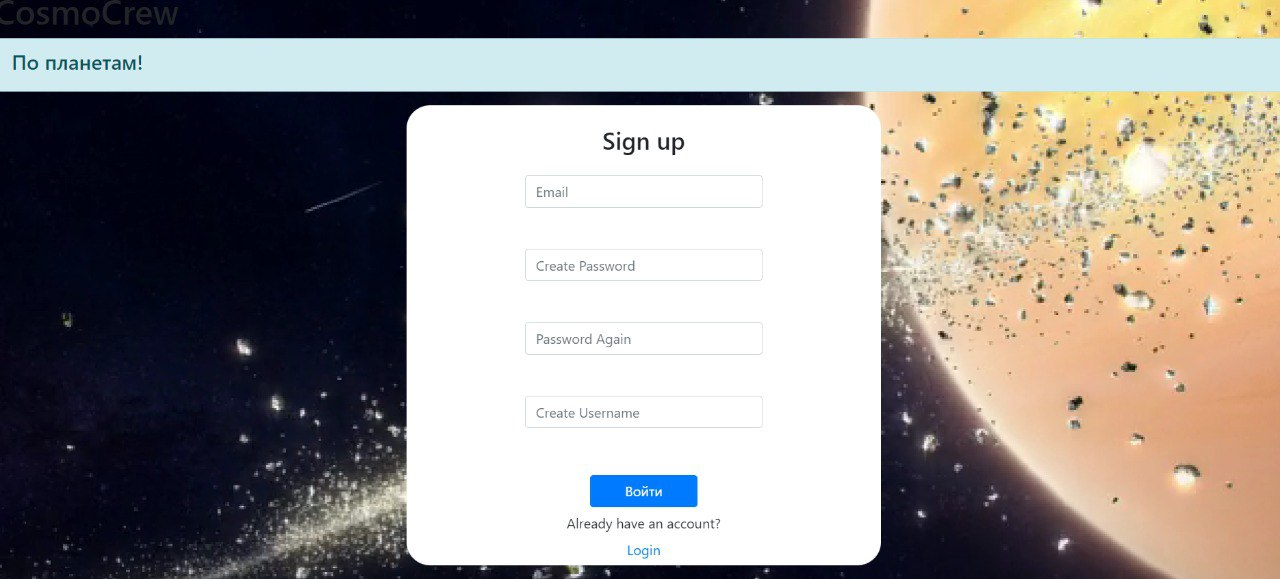 CosmoCrew
По планетам!
Sign up
Email
Create Password
Password Again
Create Username
Войти
Already have an account?
Login